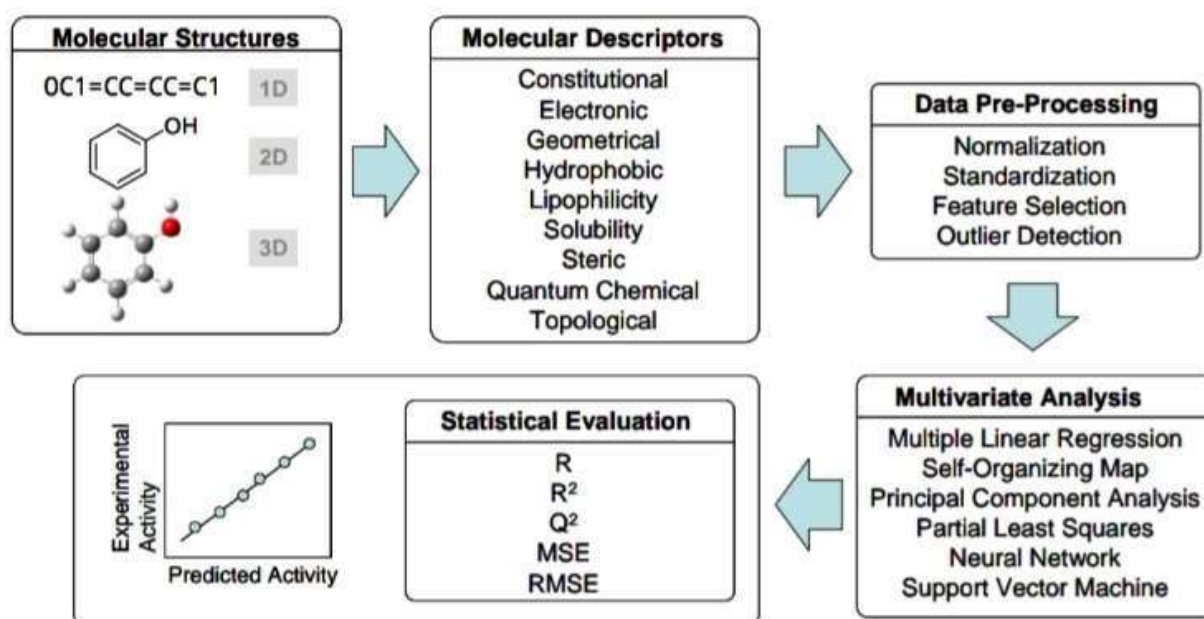 Molecular Structures
OC1=CC=CC=C1
1D
OH
2D
3D
Molecular Descriptors
Constitutional
Electronic
Geometrical
Hydrophobic
Lipophilicity
Solubility
Steric
Quantum Chemical
Topological
Data Pre-Processing
Normalization
Standardization
Feature Selection
Outlier Detection
Multivariate Analysis
Multiple Linear Regression
Self-Organizing Map
Principal Component Analysis
Partial Least Squares
Neural Network
Support Vector Machine
Statistical Evaluation
R
R²
Q²
MSE
RMSE
Experimental
Activity
Predicted Activity